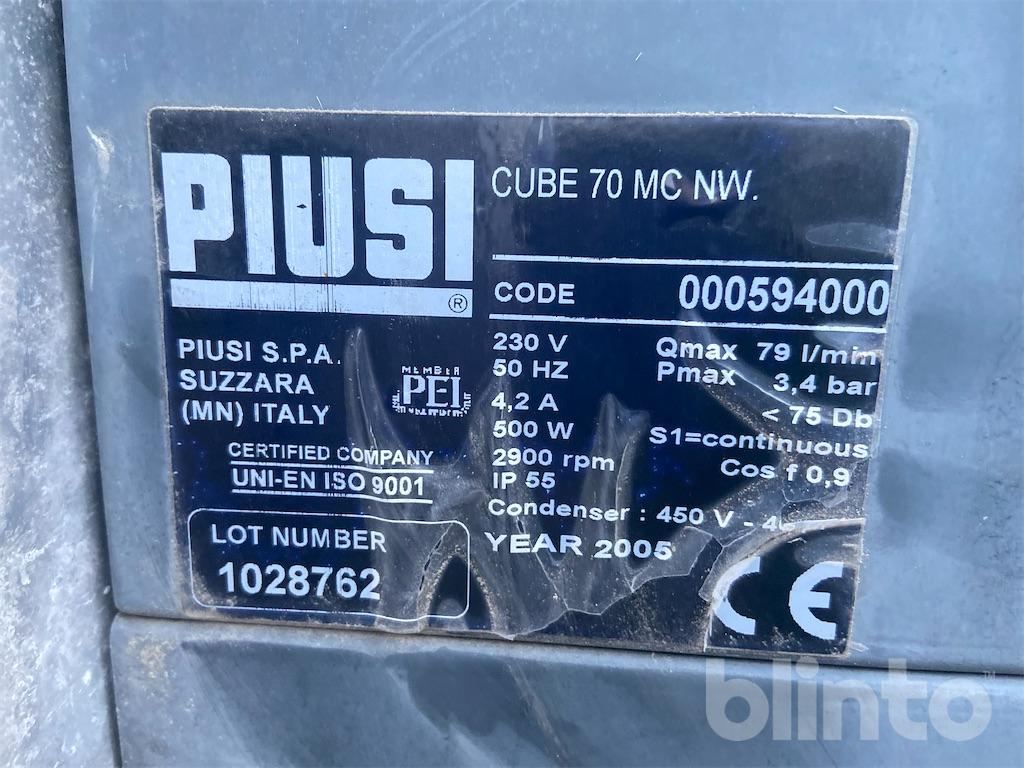 PIUSI
®
CUBE 70 MC NW.
CODE 000594000
PIUSI S.P.A.
SUZZARA
(MN) ITALY
MEMBER
PEI
CERTIFIED COMPANY
UNI-EN ISO 9001
LOT NUMBER
1028762
230 V Qmax 79 l/min
50 HZ Pmax 3,4 bar
4,2 A < 75 Db
500 W S1=continuous
2900 rpm Cos f 0,9
IP 55
Condenser : 450 V -
YEAR 2005
CE
blinto